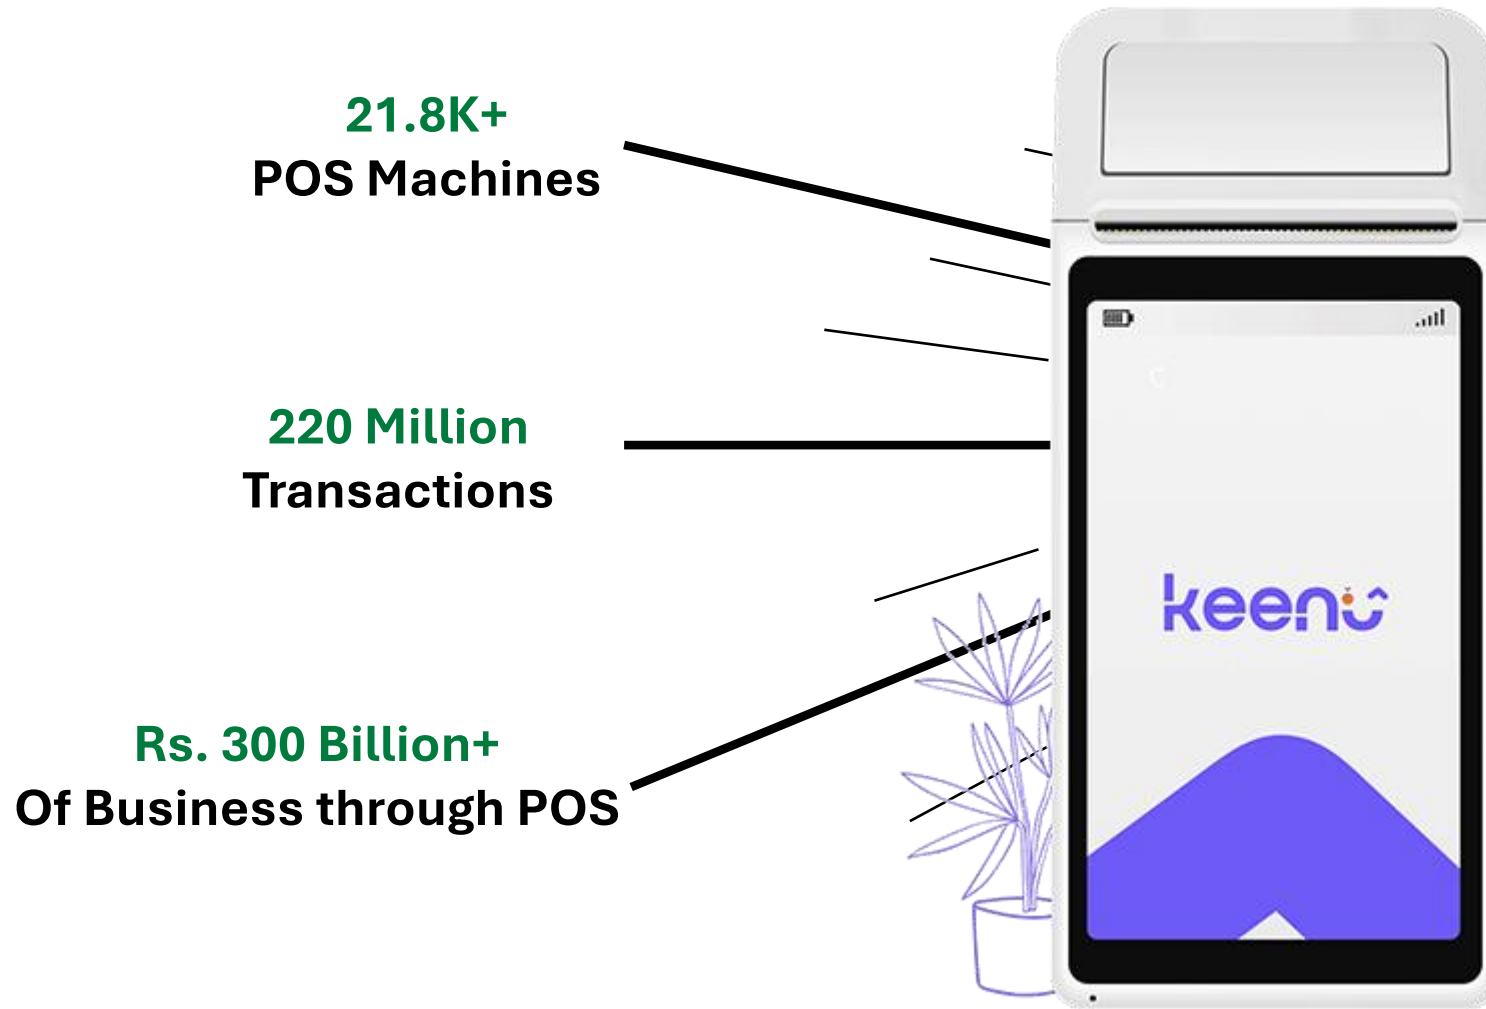 21.8K+
POS Machines
220 Million
Transactions
keenu
Rs. 300 Billion+
Of Business through POS